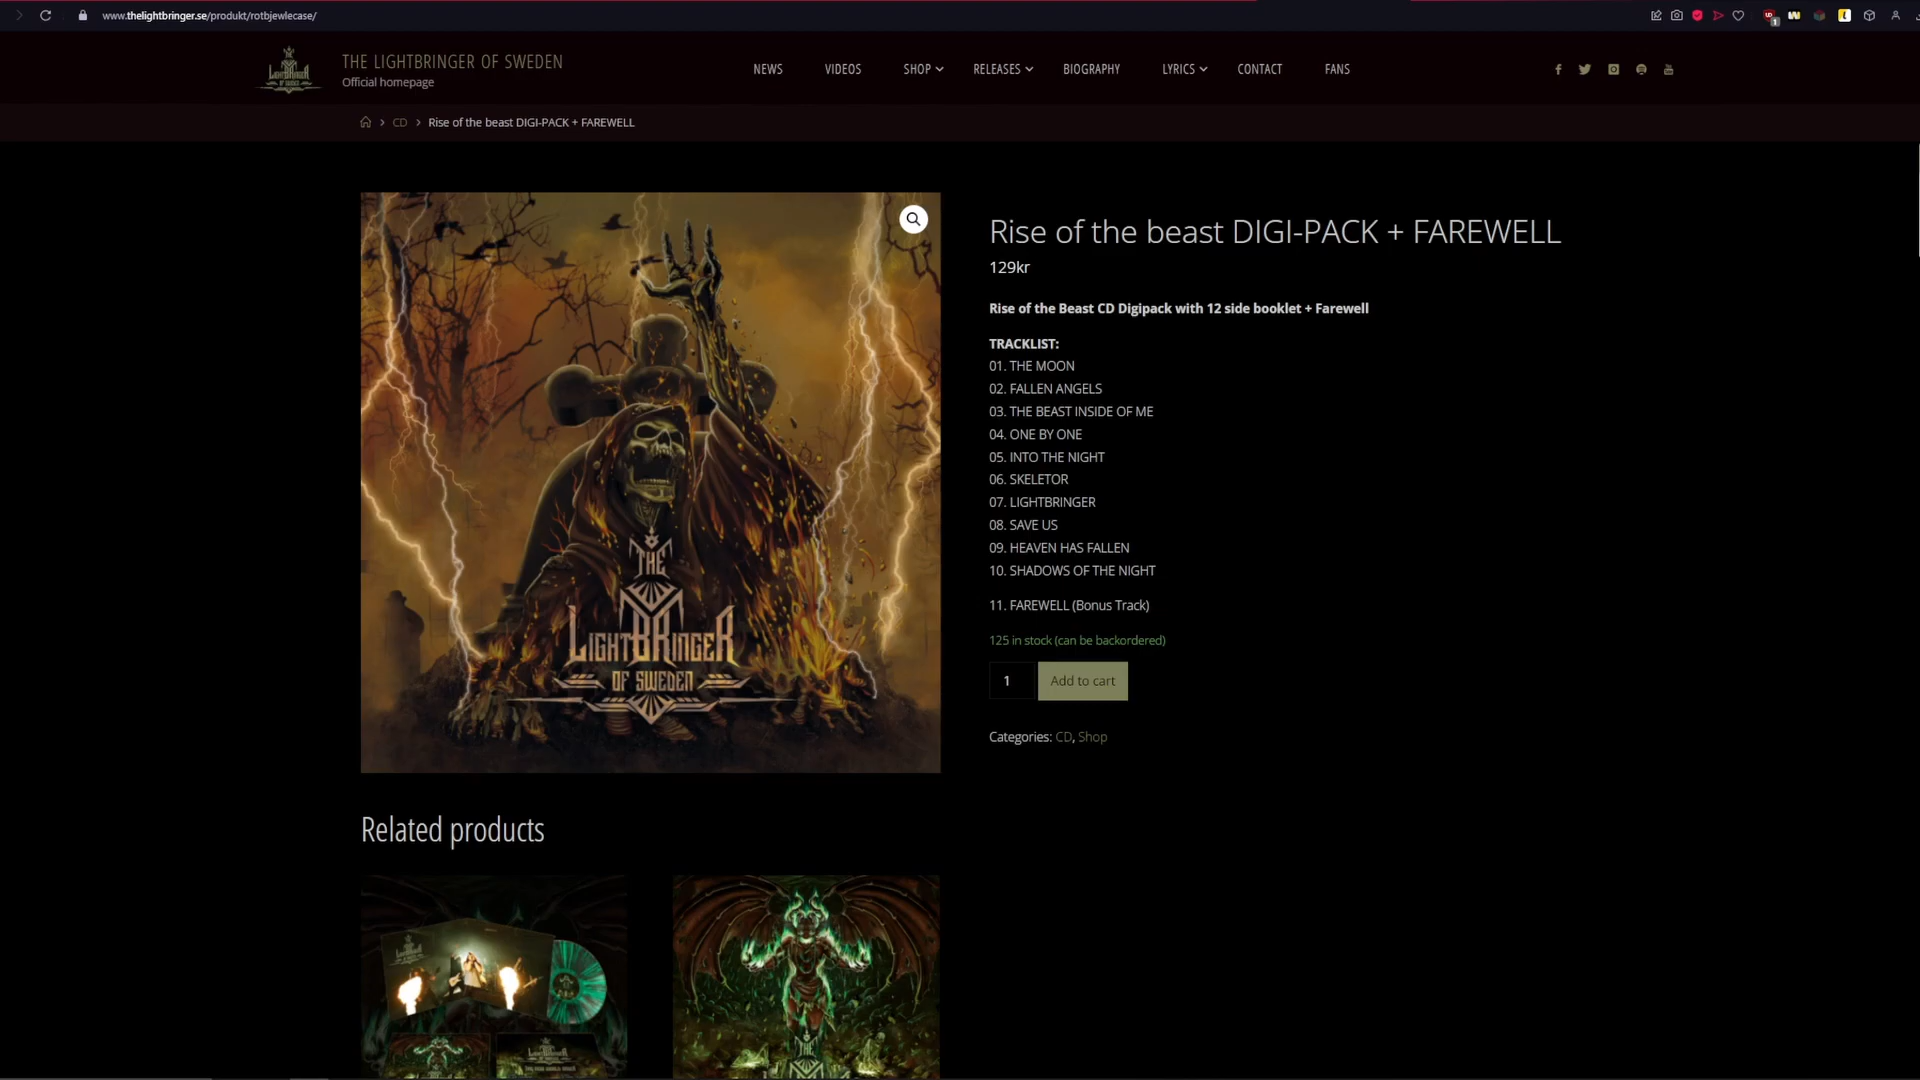 www.thelightbringer.se/produkt/rotbjewlecase/
THE LIGHTBRINGER OF SWEDEN
Official homepage
NEWS VIDEOS SHOP RELEASES BIOGRAPHY LYRICS CONTACT FANS
CD > Rise of the beast DIGI-PACK + FAREWELL
Rise of the beast DIGI-PACK + FAREWELL
129kr
Rise of the Beast CD Digipack with 12 side booklet + Farewell
TRACKLIST:
01. THE MOON
02. FALLEN ANGELS
03. THE BEAST INSIDE OF ME
04. ONE BY ONE
05. INTO THE NIGHT
06. SKELETOR
07. LIGHTBRINGER
08. SAVE US
09. HEAVEN HAS FALLEN
10. SHADOWS OF THE NIGHT
11. FAREWELL (Bonus Track)
125 in stock (can be backordered)
1 Add to cart
Categories: CD, Shop
THE
LIGHTBRINGER
OF SWEDEN
Related products
THE